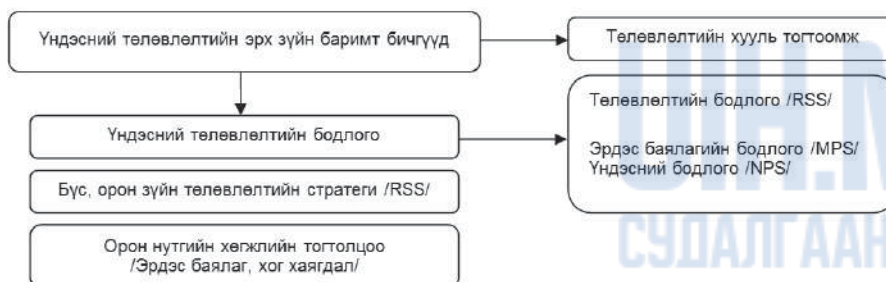 Үндэсний төлөвлөлтийн эрх зүйн баримт бичгүүд
Төлөвлөлтийн хууль тогтоомж
Үндэсний төлөвлөлтийн бодлого
Төлөвлөлтийн бодлого /RSS/
Эрдэс баялагийн бодлого /MPS/
Үндэсний бодлого /NPS/
Бүс, орон зүйн төлөвлөлтийн стратеги /RSS/
Орон нутгийн хөгжлийн тогтолцоо
/Эрдэс баялаг, хог хаягдал/
СУДАЛГААН